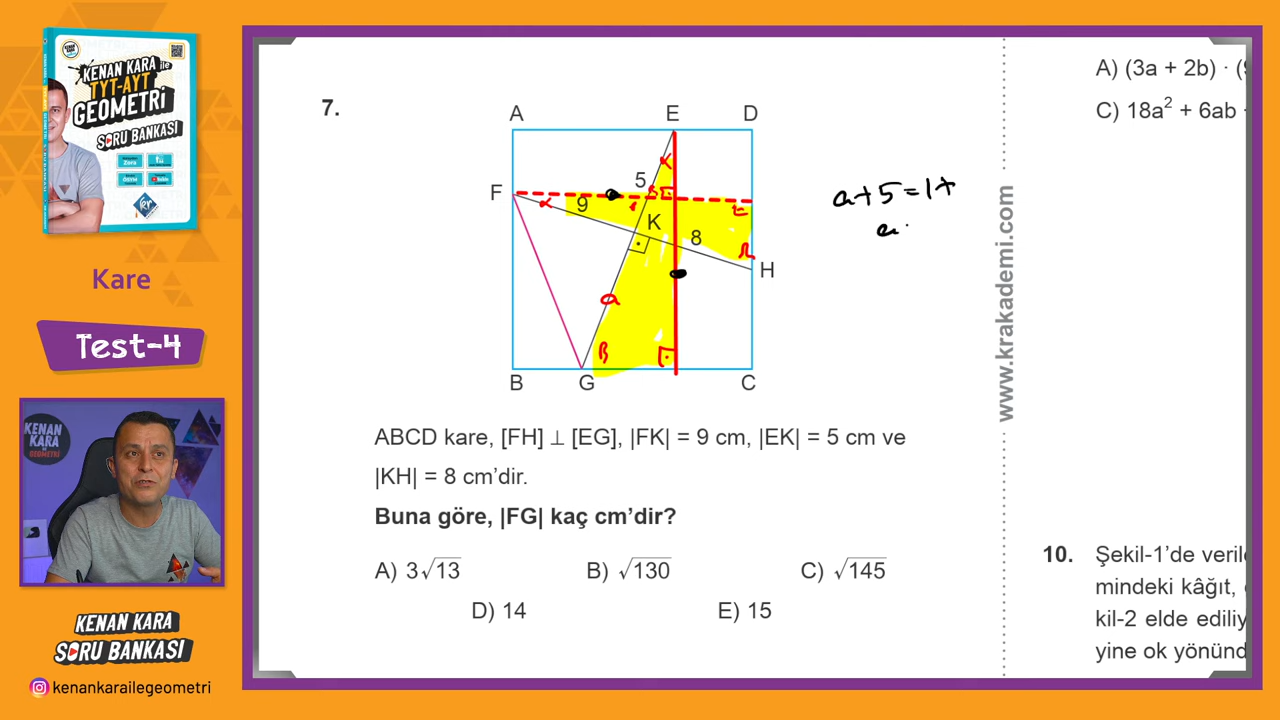 KENAN KARA ile
TYT-AYT
GEOMETRİ
SORU BANKASI
Kare
Test-4
KENAN
KARA
GEOMETRİ
KENAN KARA
SORU BANKASI
kenankarailegeometri
7.
A E D
F 5 9 K 8 H
B G C
α α β β a
a+5=17
a
ABCD kare, [FH] ⊥ [EG], |FK| = 9 cm, |EK| = 5 cm ve
|KH| = 8 cm’dir.
Buna göre, |FG| kaç cm’dir?
A) 3√13 B) √130 C) √145
D) 14 E) 15
www.krakademi.com
A) (3a + 2b) · (
C) 18a² + 6ab
10. Şekil-1’de verile
mindeki kâğıt,
kil-2 elde ediliy
yine ok yönünd